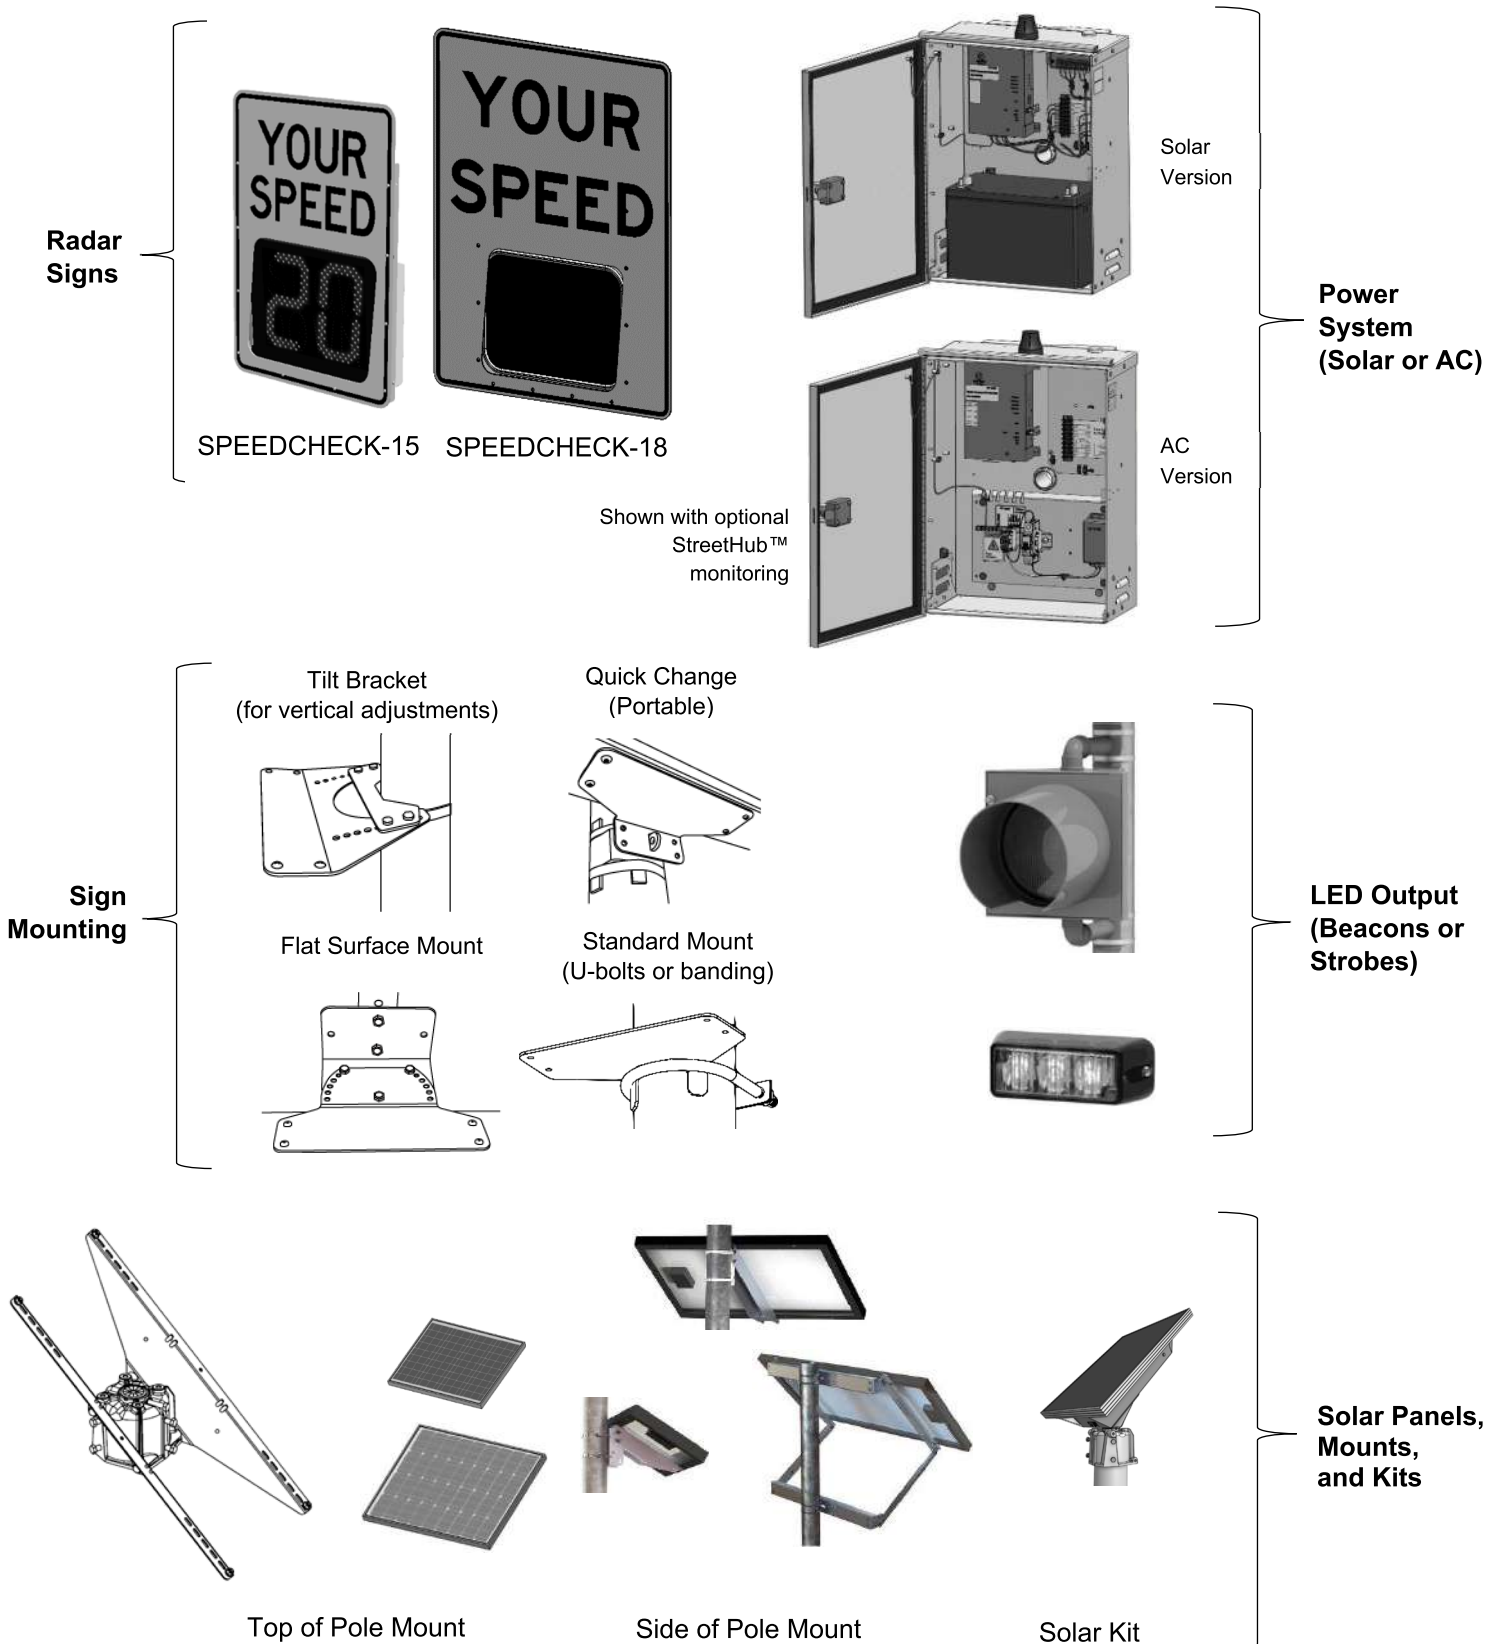 Radar
Signs
YOUR
SPEED
20
SPEEDCHECK-15
YOUR
SPEED
SPEEDCHECK-18
Solar
Version
AC
Version
Shown with optional
StreetHub™
monitoring
Power
System
(Solar or AC)
Sign
Mounting
Tilt Bracket
(for vertical adjustments)
Quick Change
(Portable)
Flat Surface Mount
Standard Mount
(U-bolts or banding)
LED Output
(Beacons or
Strobes)
Solar Panels,
Mounts,
and Kits
Top of Pole Mount
Side of Pole Mount
Solar Kit